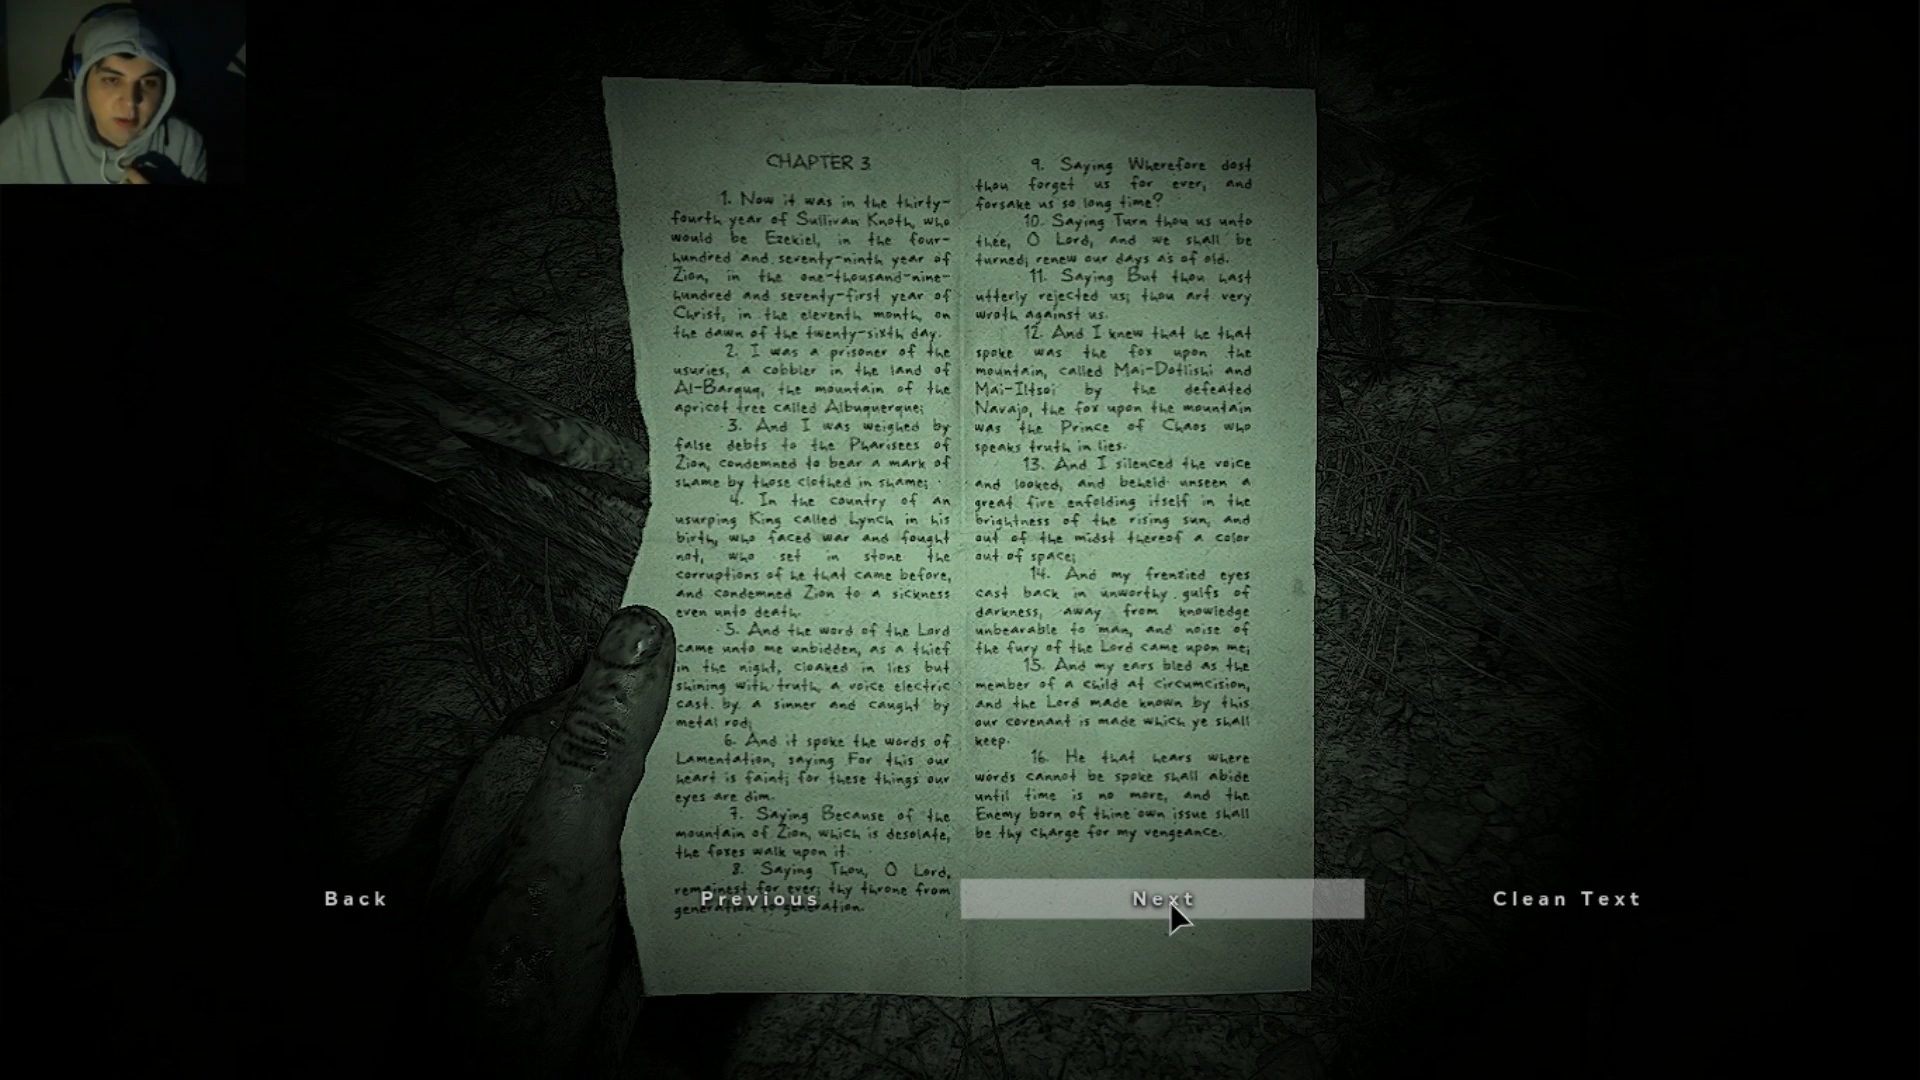 CHAPTER 3
1. Now it was in the thirty-
fourth year of Sullivan Knoth, who
would be Ezekiel, in the four-
hundred and seventy-ninth year of
Zion, in the one-thousand-nine-
hundred and seventy-first year of
Christ, in the eleventh month, on
the dawn of the twenty-sixth day.
2. I was a prisoner of the
usuries, a cobbler in the land of
Al-Barquq, the mountain of the
apricot tree called Albuquerque;
3. And I was weighed by
false debts to the Pharisees of
Zion, condemned to bear a mark of
shame by those clothed in shame;
4. In the country of an
usurping King called Lynch in his
birth, who faced war and fought
not, who set in stone the
corruptions of he that came before,
and condemned Zion to a sickness
even unto death.
5. And the word of the Lord
came unto me unbidden, as a thief
in the night, cloaked in lies but
shining with truth, a voice electric
cast by a sinner and caught by
metal rod;
6. And it spoke the words of
Lamentation, saying For this our
heart is faint; for these things our
eyes are dim.
7. Saying Because of the
mountain of Zion, which is desolate,
the foxes walk upon it.
8. Saying Thou, O Lord,
remainest for ever; thy throne from
generation to generation.
9. Saying Wherefore dost
thou forget us for ever, and
forsake us so long time?
10. Saying Turn thou us unto
thee, O Lord, and we shall be
turned; renew our days as of old.
11. Saying But thou hast
utterly rejected us; thou art very
wroth against us.
12. And I knew that he that
spoke was the fox upon the
mountain, called Mai-Dotlishi and
Mai-Iltsoi by the defeated
Navajo, the fox upon the mountain
was the Prince of Chaos who
speaks truth in lies.
13. And I silenced the voice
and looked, and beheld unseen a
great fire enfolding itself in the
brightness of the rising sun, and
out of the midst thereof a color
out of space;
14. And my frenzied eyes
cast back in unworthy gulfs of
darkness, away from knowledge
unbearable to man, and noise of
the fury of the Lord came upon me;
15. And my ears bled as the
member of a child at circumcision,
and the Lord made known by this
our covenant is made which ye shall
keep.
16. He that hears where
words cannot be spoke shall abide
until time is no more, and the
Enemy born of thine own issue shall
be thy charge for my vengeance.
Back
Previous
Next
Clean Text